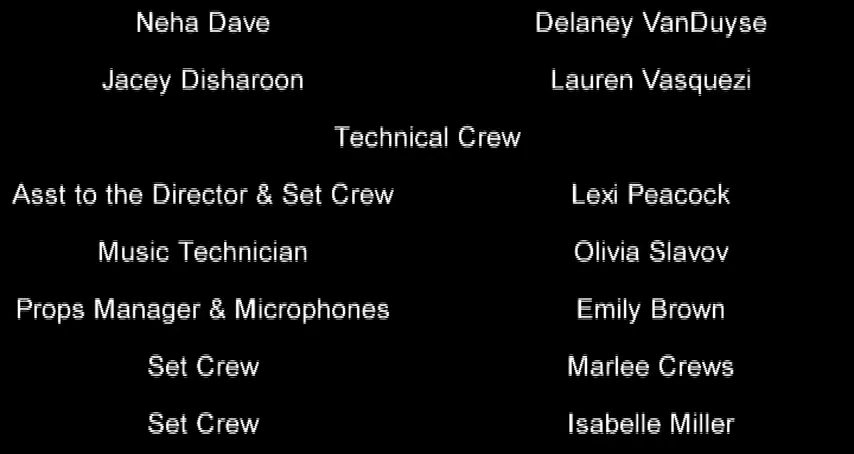 Neha Dave Delaney VanDuyse
Jacey Disharoon Lauren Vasquezi
Technical Crew
Asst to the Director & Set Crew Lexi Peacock
Music Technician Olivia Slavov
Props Manager & Microphones Emily Brown
Set Crew Marlee Crews
Set Crew Isabelle Miller